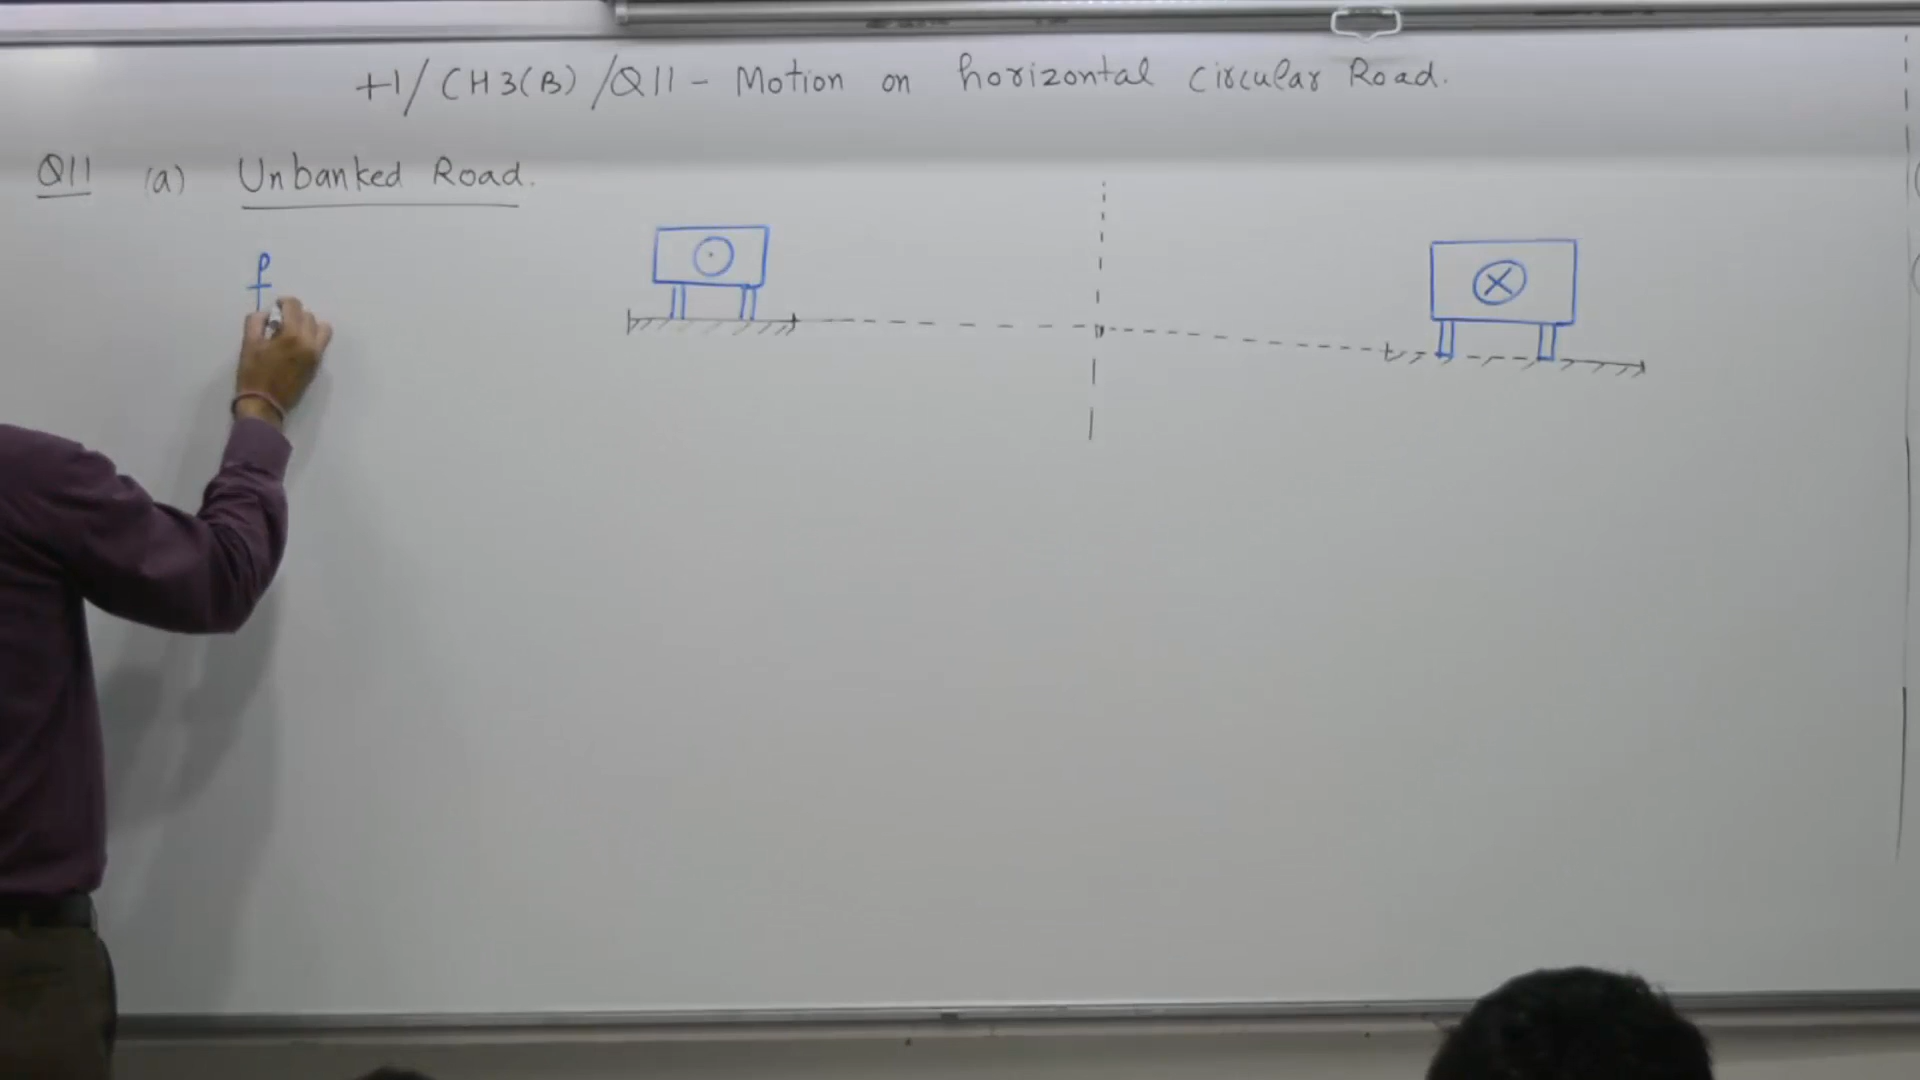 +1/CH3(B)/Q11 - Motion on horizontal Circular Road.
Q11 (a) Unbanked Road.
f